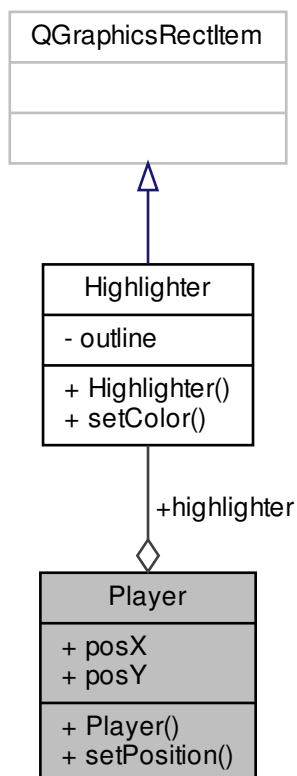 QGraphicsRectItem
Highlighter
- outline
+ Highlighter()
+ setColor()
+highlighter
Player
+ posX
+ posY
+ Player()
+ setPosition()